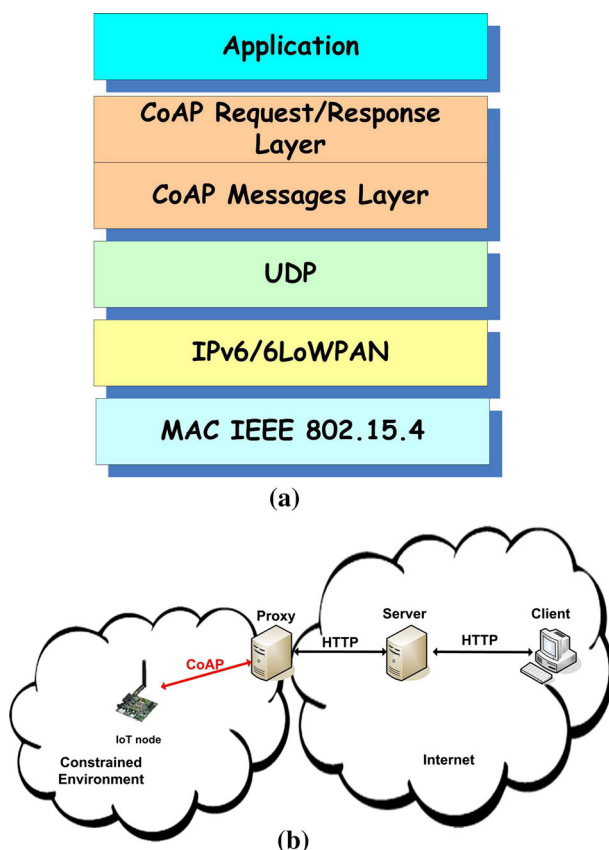 Application
CoAP Request/Response
Layer
CoAP Messages Layer
UDP
IPv6/6LoWPAN
MAC IEEE 802.15.4
(a)
Proxy
Server
Client
HTTP
HTTP
CoAP
IoT node
Constrained
Environment
Internet
(b)